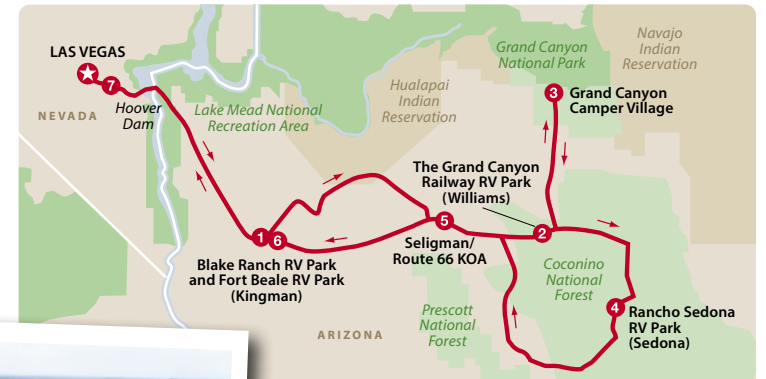 LAS VEGAS
7
Hoover
Dam
NEVADA
Lake Mead National
Recreation Area
Hualapai
Indian
Reservation
Grand Canyon
National Park
Navajo
Indian
Reservation
3
Grand Canyon
Camper Village
The Grand Canyon
Railway RV Park
(Williams)
2
5
Seligman/
Route 66 KOA
1
6
Blake Ranch RV Park
and Fort Beale RV Park
(Kingman)
Coconino
National
Forest
4
Rancho Sedona
RV Park
(Sedona)
Prescott
National
Forest
ARIZONA